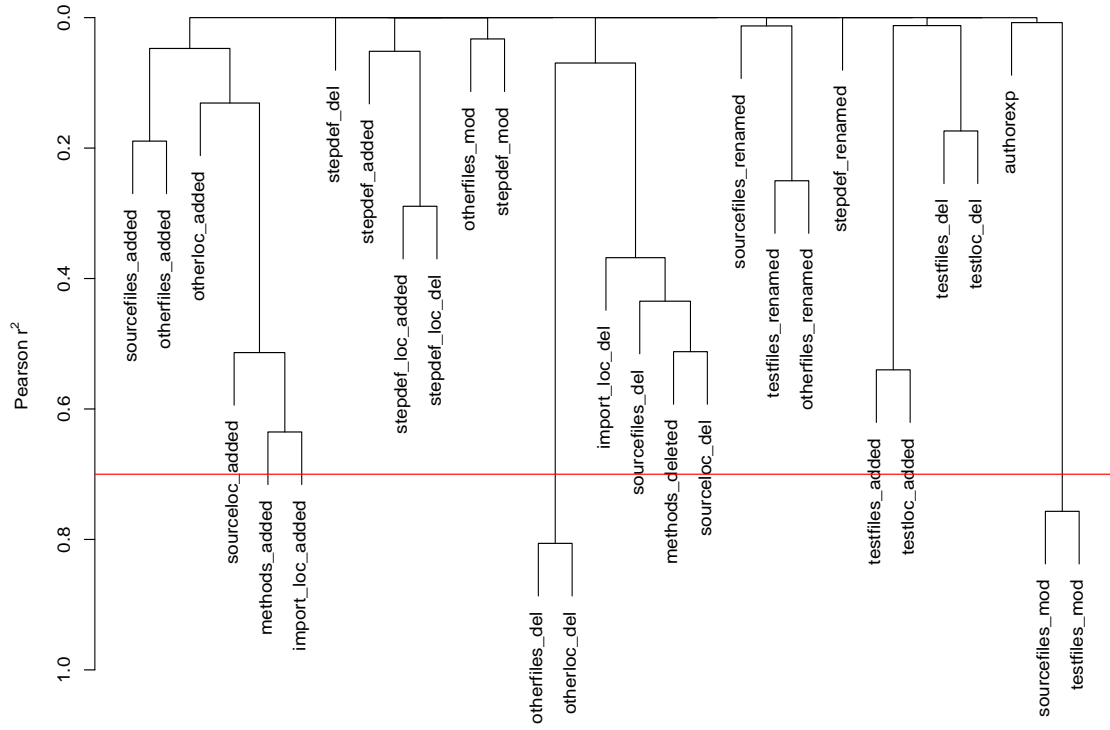 Pearson r²
0.0
0.2
0.4
0.6
0.8
1.0
sourcefiles_added
otherfiles_added
otherloc_added
sourceloc_added
methods_added
import_loc_added
stepdef_del
stepdef_added
stepdef_loc_added
stepdef_loc_del
otherfiles_mod
stepdef_mod
otherfiles_del
otherloc_del
import_loc_del
sourcefiles_del
methods_deleted
sourceloc_del
sourcefiles_renamed
testfiles_renamed
otherfiles_renamed
stepdef_renamed
testfiles_added
testloc_added
testfiles_del
testloc_del
authorexp
sourcefiles_mod
testfiles_mod